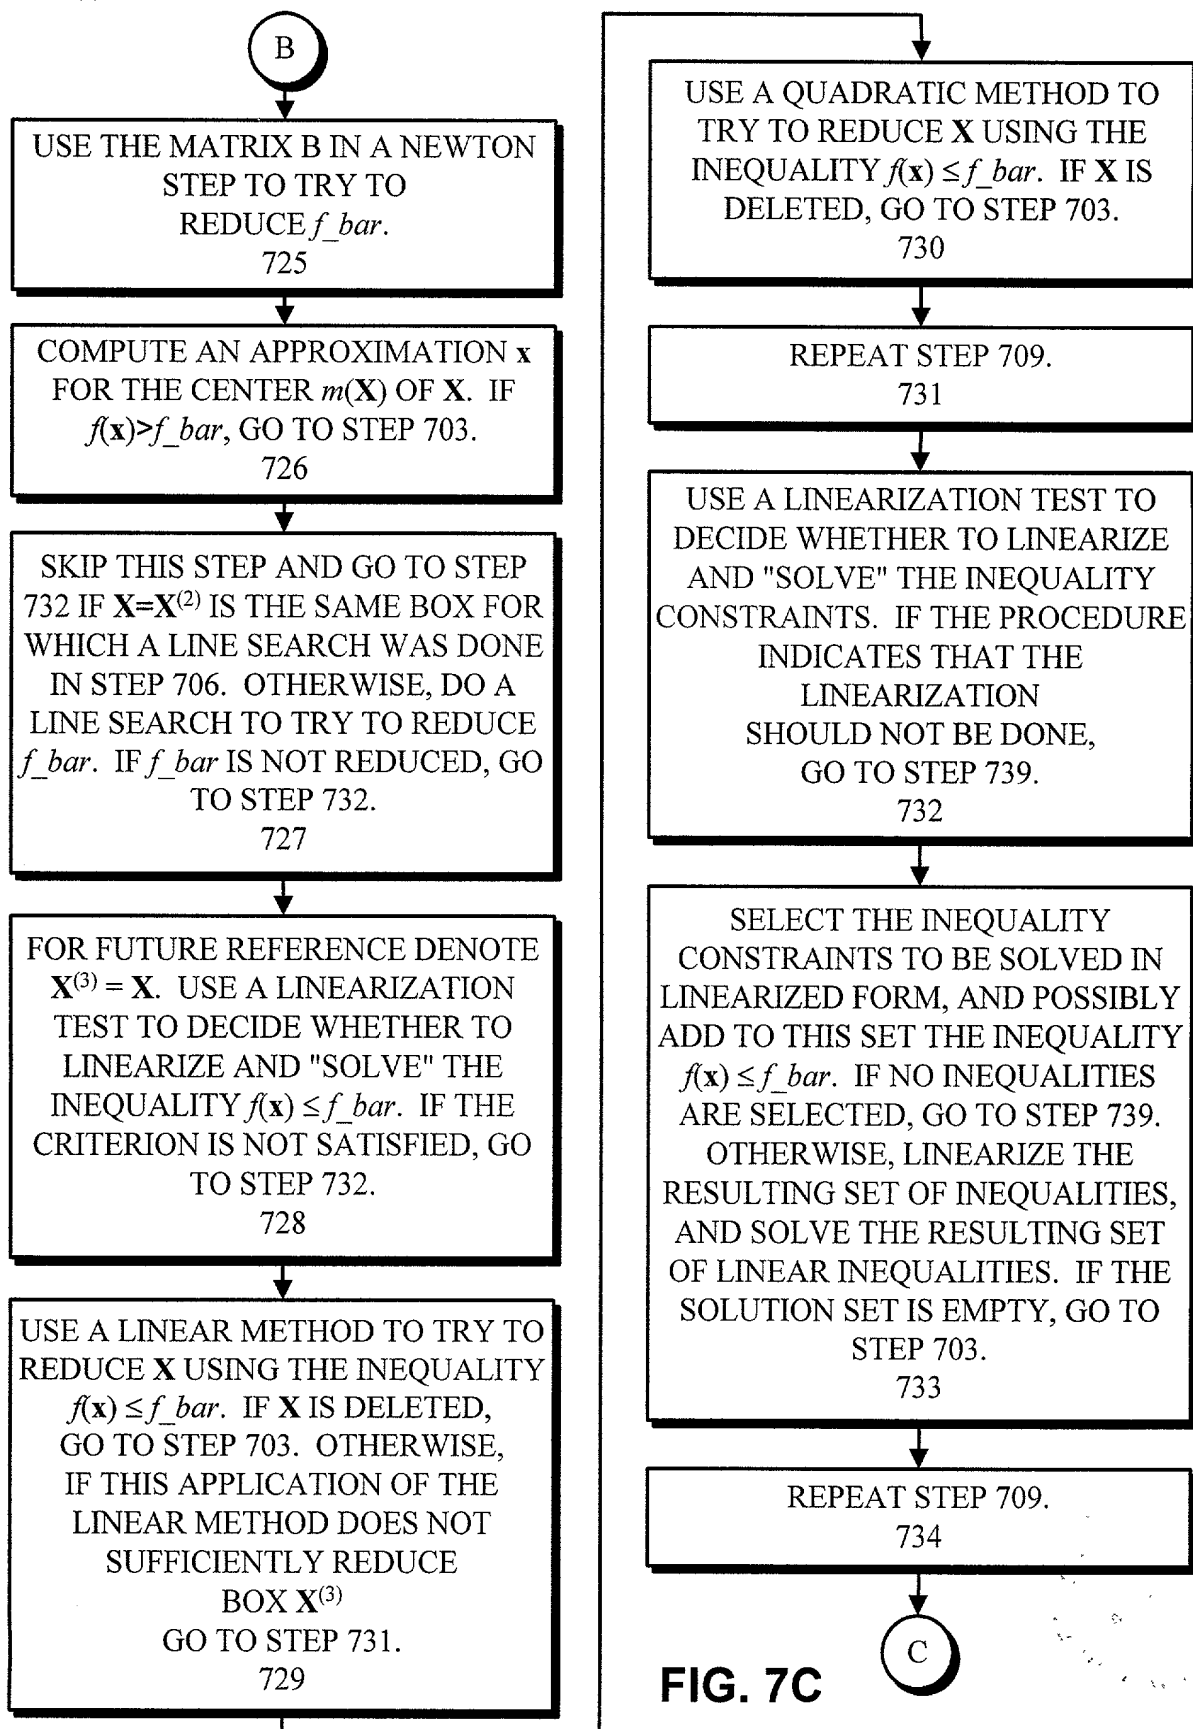 B
USE THE MATRIX B IN A NEWTON
STEP TO TRY TO
REDUCE f_bar.
725
COMPUTE AN APPROXIMATION x
FOR THE CENTER m(X) OF X. IF
f(x)>f_bar, GO TO STEP 703.
726
SKIP THIS STEP AND GO TO STEP
732 IF X=X(2) IS THE SAME BOX FOR
WHICH A LINE SEARCH WAS DONE
IN STEP 706. OTHERWISE, DO A
LINE SEARCH TO TRY TO REDUCE
f_bar. IF f_bar IS NOT REDUCED, GO
TO STEP 732.
727
FOR FUTURE REFERENCE DENOTE
X(3) = X. USE A LINEARIZATION
TEST TO DECIDE WHETHER TO
LINEARIZE AND "SOLVE" THE
INEQUALITY f(x) ≤ f_bar. IF THE
CRITERION IS NOT SATISFIED, GO
TO STEP 732.
728
USE A LINEAR METHOD TO TRY TO
REDUCE X USING THE INEQUALITY
f(x) ≤ f_bar. IF X IS DELETED,
GO TO STEP 703. OTHERWISE,
IF THIS APPLICATION OF THE
LINEAR METHOD DOES NOT
SUFFICIENTLY REDUCE
BOX X(3)
GO TO STEP 731.
729
USE A QUADRATIC METHOD TO
TRY TO REDUCE X USING THE
INEQUALITY f(x) ≤ f_bar. IF X IS
DELETED, GO TO STEP 703.
730
REPEAT STEP 709.
731
USE A LINEARIZATION TEST TO
DECIDE WHETHER TO LINEARIZE
AND "SOLVE" THE INEQUALITY
CONSTRAINTS. IF THE PROCEDURE
INDICATES THAT THE
LINEARIZATION
SHOULD NOT BE DONE,
GO TO STEP 739.
732
SELECT THE INEQUALITY
CONSTRAINTS TO BE SOLVED IN
LINEARIZED FORM, AND POSSIBLY
ADD TO THIS SET THE INEQUALITY
f(x) ≤ f_bar. IF NO INEQUALITIES
ARE SELECTED, GO TO STEP 739.
OTHERWISE, LINEARIZE THE
RESULTING SET OF INEQUALITIES,
AND SOLVE THE RESULTING SET
OF LINEAR INEQUALITIES. IF THE
SOLUTION SET IS EMPTY, GO TO
STEP 703.
733
REPEAT STEP 709.
734
C
FIG. 7C